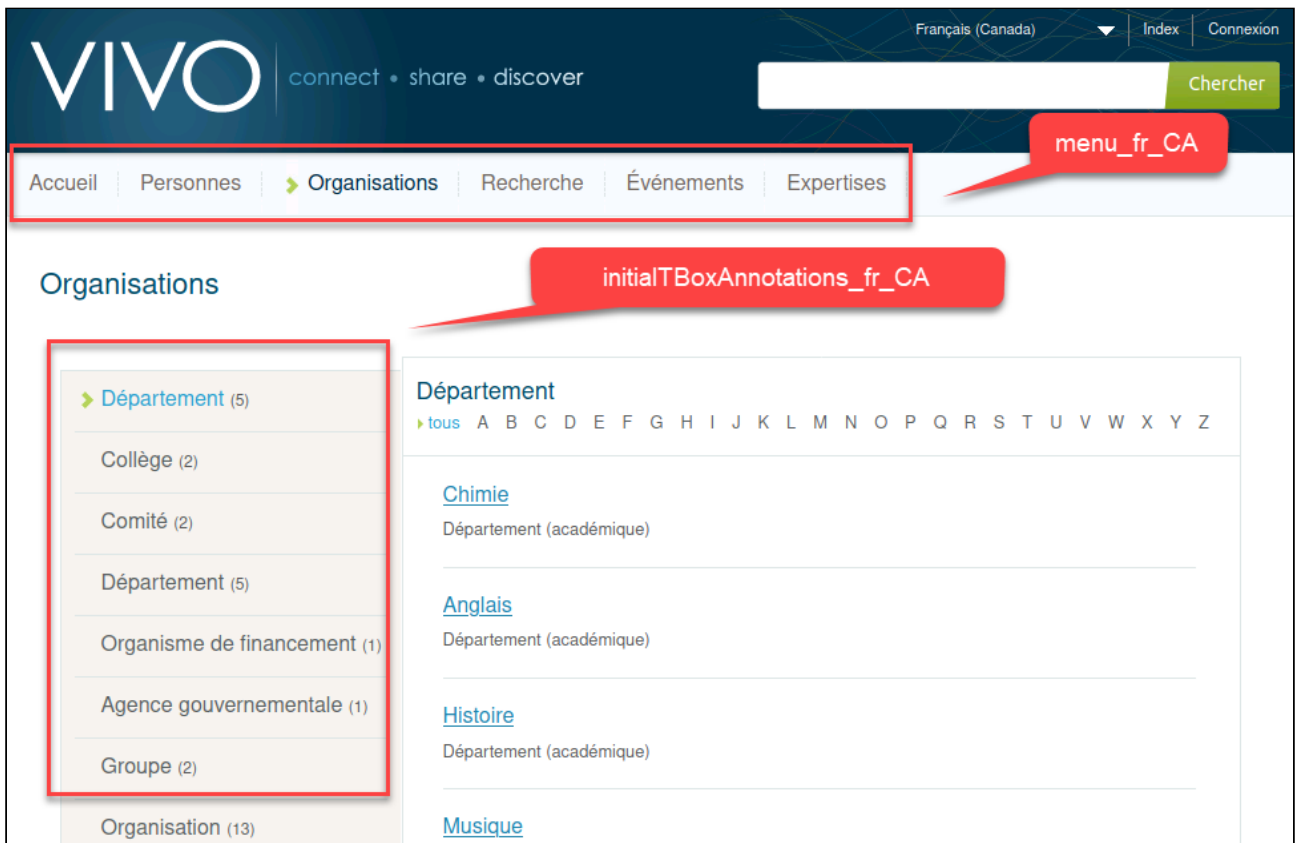 Français (Canada) Index Connexion
VIVO connect • share • discover
Chercher
menu_fr_CA
Accueil Personnes Organisations Recherche Événements Expertises
Organisations
initialTBoxAnnotations_fr_CA
Département (5)
Collège (2)
Comité (2)
Département (5)
Organisme de financement (1)
Agence gouvernementale (1)
Groupe (2)
Organisation (13)
Département
tous A B C D E F G H I J K L M N O P Q R S T U V W X Y Z
Chimie
Département (académique)
Anglais
Département (académique)
Histoire
Département (académique)
Musique